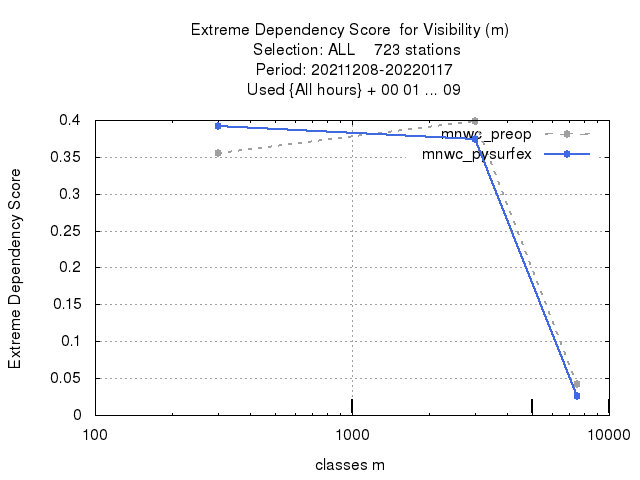 Extreme Dependency Score  for Visibility (m)
Selection: ALL    723 stations
Period: 20211208-20220117
Used {All hours} + 00 01 ... 09
mnwc_preop
mnwc_pysurfex
Extreme Dependency Score
0.4
0.35
0.3
0.25
0.2
0.15
0.1
0.05
0
100
1000
10000
classes m